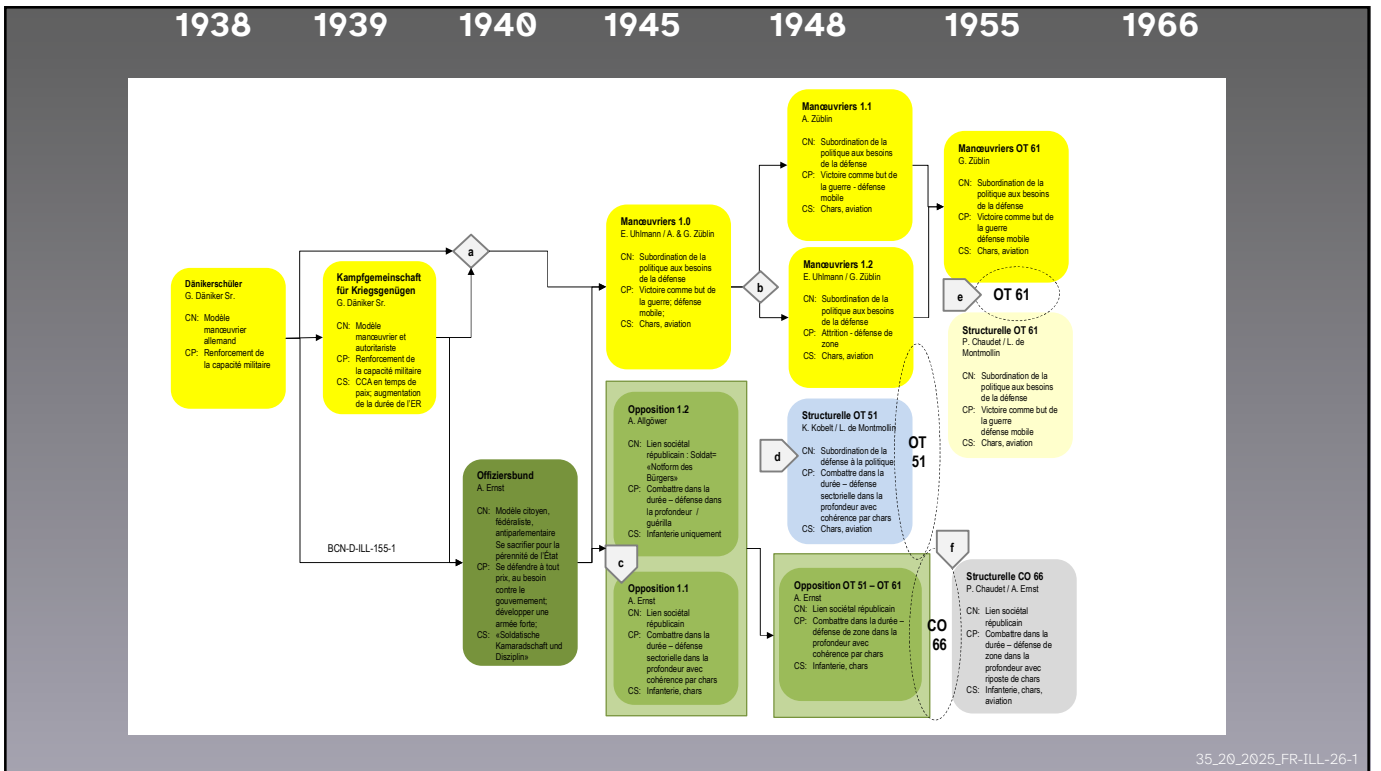 1938 1939 1940 1945 1948 1955 1966
Dänikerschüler
G. Däniker Sr.
CN: Modèle
manœuvrier
allemand
CP: Renforcement de
la capacité militaire
Kampfgemeinschaft
für Kriegsgenügen
G. Däniker Sr.
CN: Modèle
manœuvrier et
autoritariste
CP: Renforcement de
la capacité militaire
CS: CCA en temps de
paix; augmentation
de la durée de l'ER
a
Offiziersbund
A. Ernst
CN: Modèle citoyen,
fédéraliste,
antiparlementaire
Se sacrifier pour la
pérennité de l'État
CP: Se défendre à tout
prix, au besoin
contre le
gouvernement;
développer une
armée forte;
CS: «Soldatische
Kamaradschaft und
Disziplin»
BCN-D-ILL-155-1
Manœuvriers 1.0
E. Uhlmann / A. & G. Züblin
CN: Subordination de la
politique aux besoins
de la défense
CP: Victoire comme but de
la guerre; défense
mobile;
CS: Chars, aviation
Opposition 1.2
A. Allgöwer
CN: Lien sociétal
républicain : Soldat=
«Notform des
Bürgers»
CP: Combattre dans la
durée – défense dans
la profondeur /
guérilla
CS: Infanterie uniquement
c
Opposition 1.1
A. Ernst
CN: Lien sociétal
républicain
CP: Combattre dans la
durée – défense
sectorielle dans la
profondeur avec
cohérence par chars
CS: Infanterie, chars
b
Manœuvriers 1.1
A. Züblin
CN: Subordination de la
politique aux besoins
de la défense
CP: Victoire comme but de
la guerre - défense
mobile
CS: Chars, aviation
Manœuvriers 1.2
E. Uhlmann / G. Züblin
CN: Subordination de la
politique aux besoins de
la défense
CP: Attrition - défense de
zone
CS: Chars, aviation
d
Structurelle OT 51
K. Kobelt / L. de Montmollin
CN: Subordination de la
défense à la politique
CP: Combattre dans la
durée – défense
sectorielle dans la
profondeur avec
cohérence par chars
CS: Chars, aviation
OT
51
Opposition OT 51 – OT 61
A. Ernst
CN: Lien sociétal républicain
CP: Combattre dans la durée –
défense de zone dans la
profondeur avec
cohérence par chars
CS: Infanterie, chars
CO
66
Manœuvriers OT 61
G. Züblin
CN: Subordination de la
politique aux besoins
de la défense
CP: Victoire comme but de
la guerre
défense mobile
CS: Chars, aviation
e
OT 61
Structurelle OT 61
P. Chaudet / L. de
Montmollin
CN: Subordination de la
politique aux besoins
de la défense
CP: Victoire comme but de
la guerre
défense mobile
CS: Chars, aviation
f
Structurelle CO 66
P. Chaudet / A. Ernst
CN: Lien sociétal
républicain
CP: Combattre dans la
durée – défense de
zone dans la
profondeur avec
riposte de chars
CS: Infanterie, chars,
aviation
35_20_2025_FR-ILL-26-1